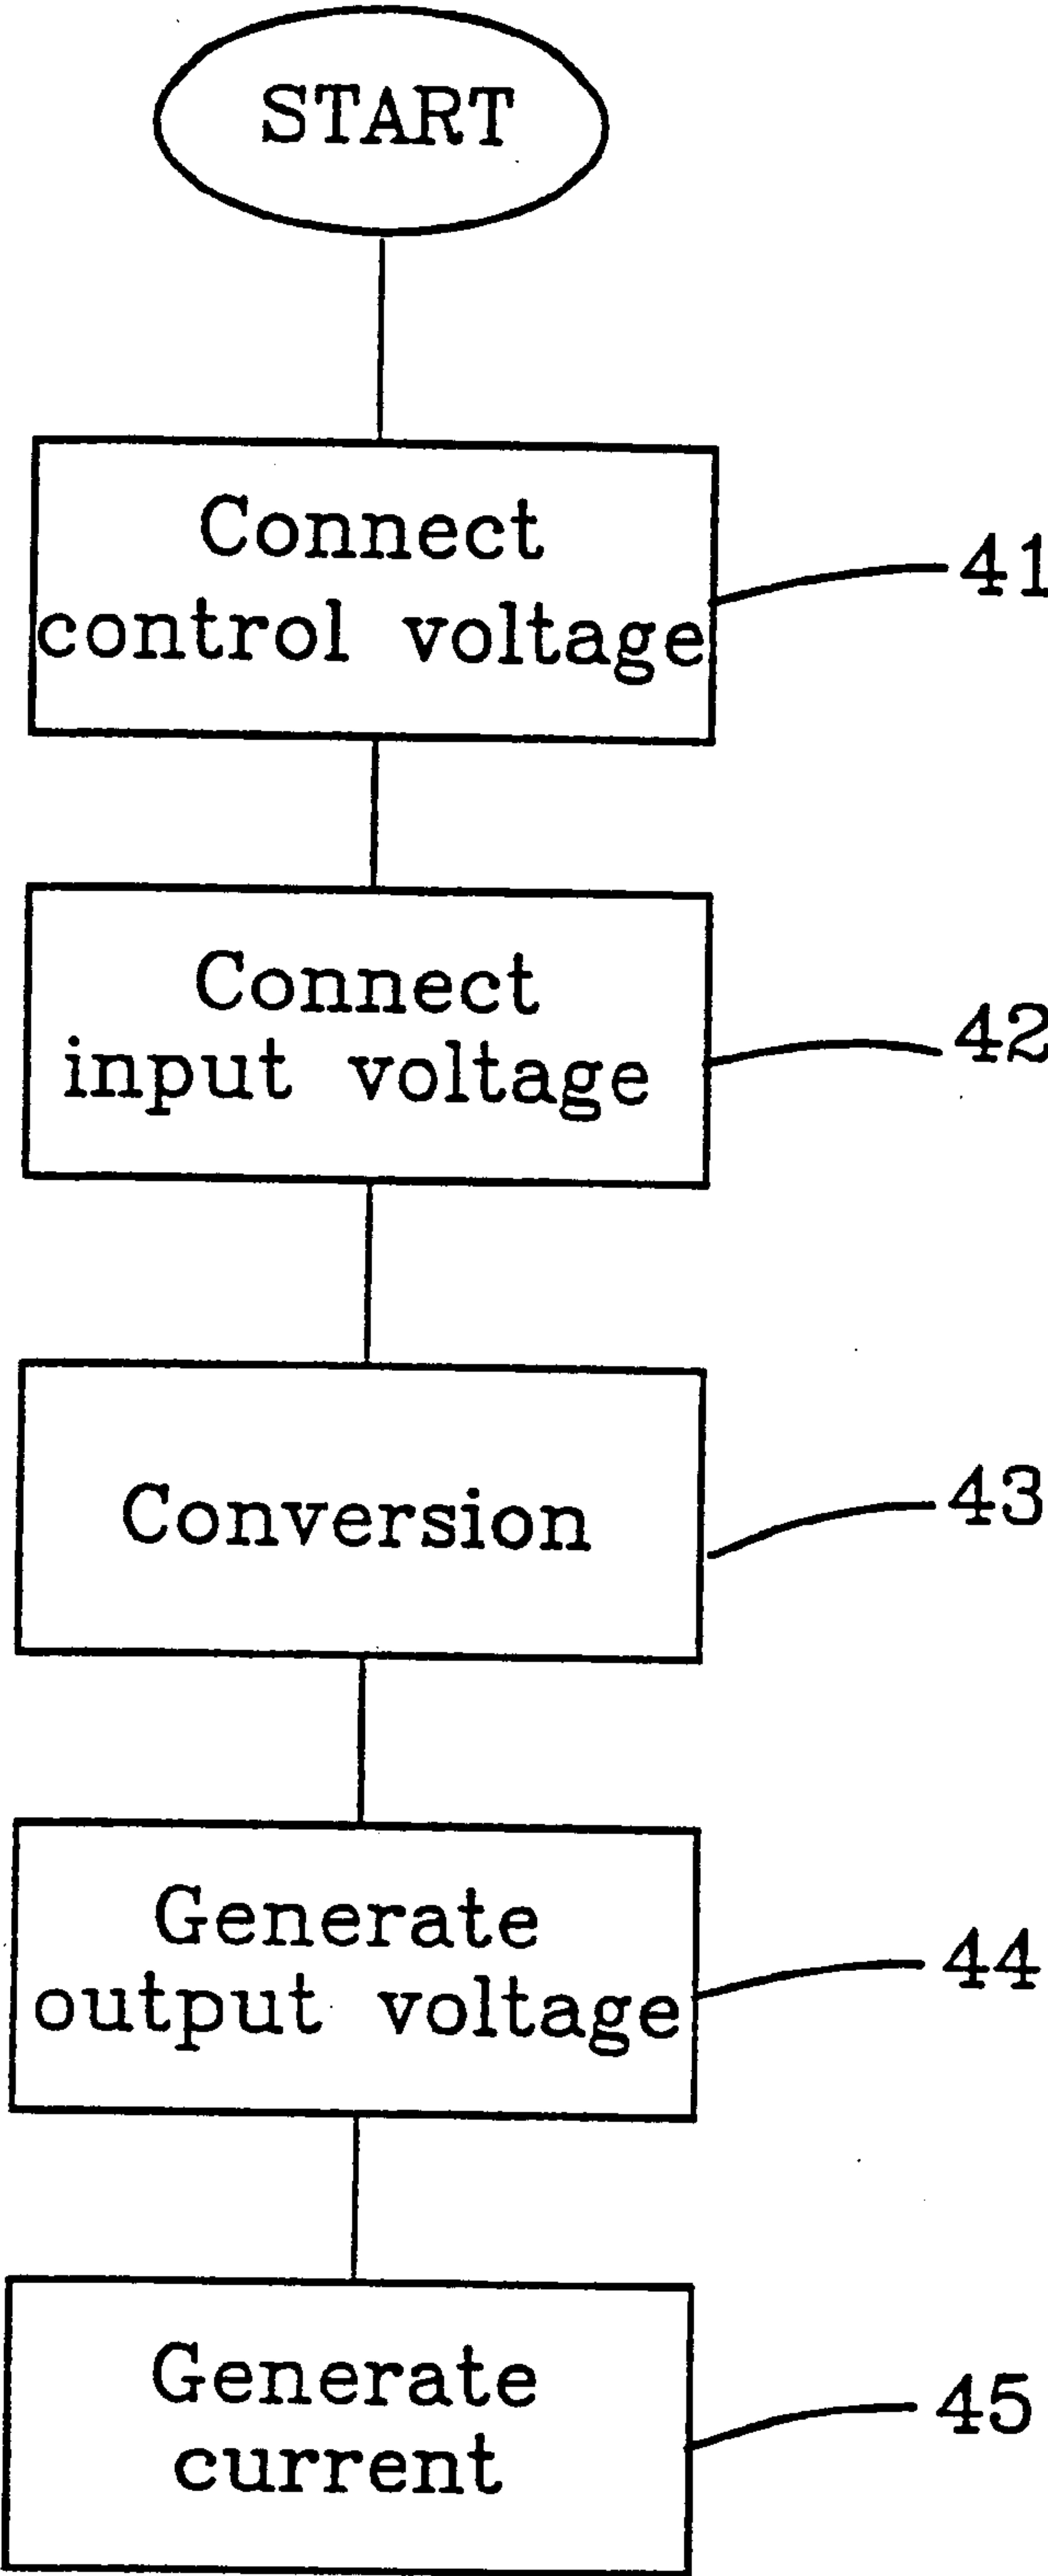 START
Connect
control voltage
41
Connect
input voltage
42
Conversion
43
Generate
output voltage
44
Generate
current
45